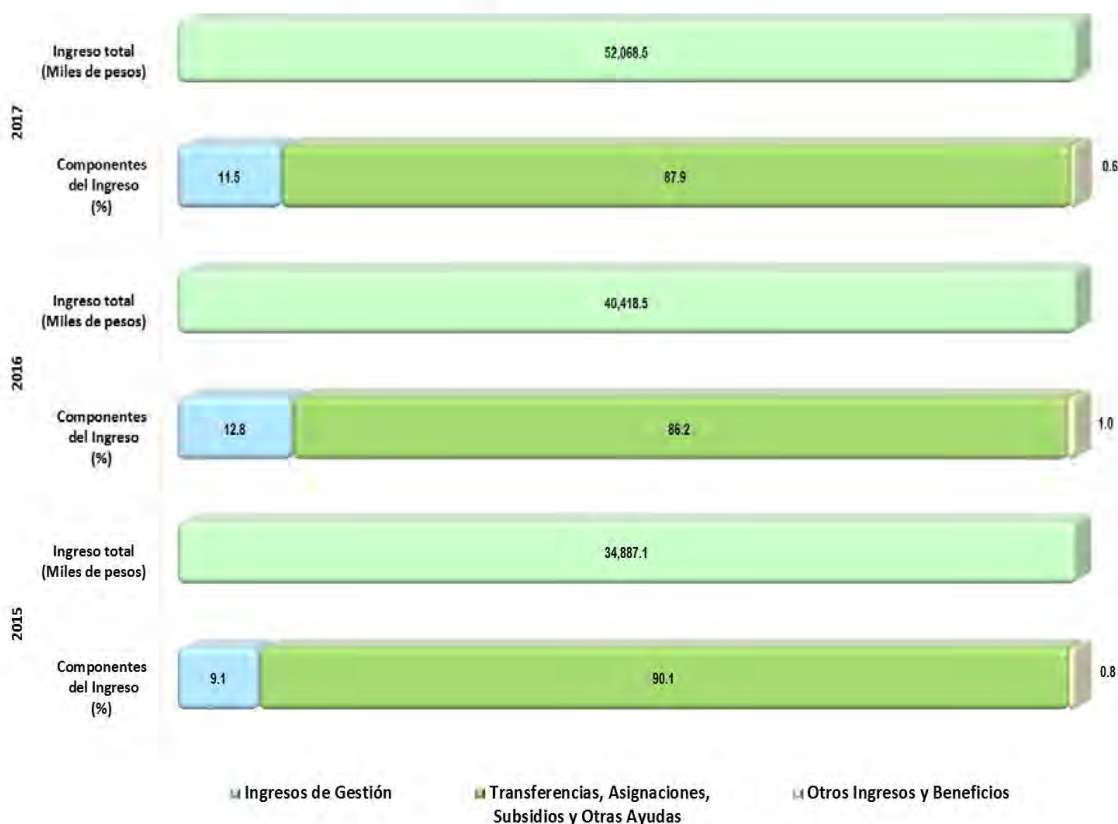 2017
Ingreso total
(Miles de pesos)
52,068.5
Componentes
del Ingreso
(%)
11.5
87.9
0.6
2016
Ingreso total
(Miles de pesos)
40,418.5
Componentes
del Ingreso
(%)
12.8
86.2
1.0
2015
Ingreso total
(Miles de pesos)
34,887.1
Componentes
del Ingreso
(%)
9.1
90.1
0.8
Ingresos de Gestión
Transferencias, Asignaciones,
Subsidios y Otras Ayudas
Otros Ingresos y Beneficios